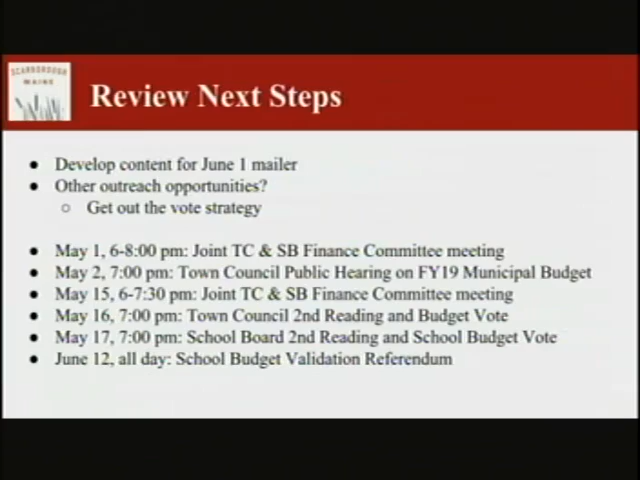 SCARBOROUGH
MAINE
Review Next Steps
● Develop content for June 1 mailer
● Other outreach opportunities?
○ Get out the vote strategy
● May 1, 6-8:00 pm: Joint TC & SB Finance Committee meeting
● May 2, 7:00 pm: Town Council Public Hearing on FY19 Municipal Budget
● May 15, 6-7:30 pm: Joint TC & SB Finance Committee meeting
● May 16, 7:00 pm: Town Council 2nd Reading and Budget Vote
● May 17, 7:00 pm: School Board 2nd Reading and School Budget Vote
● June 12, all day: School Budget Validation Referendum